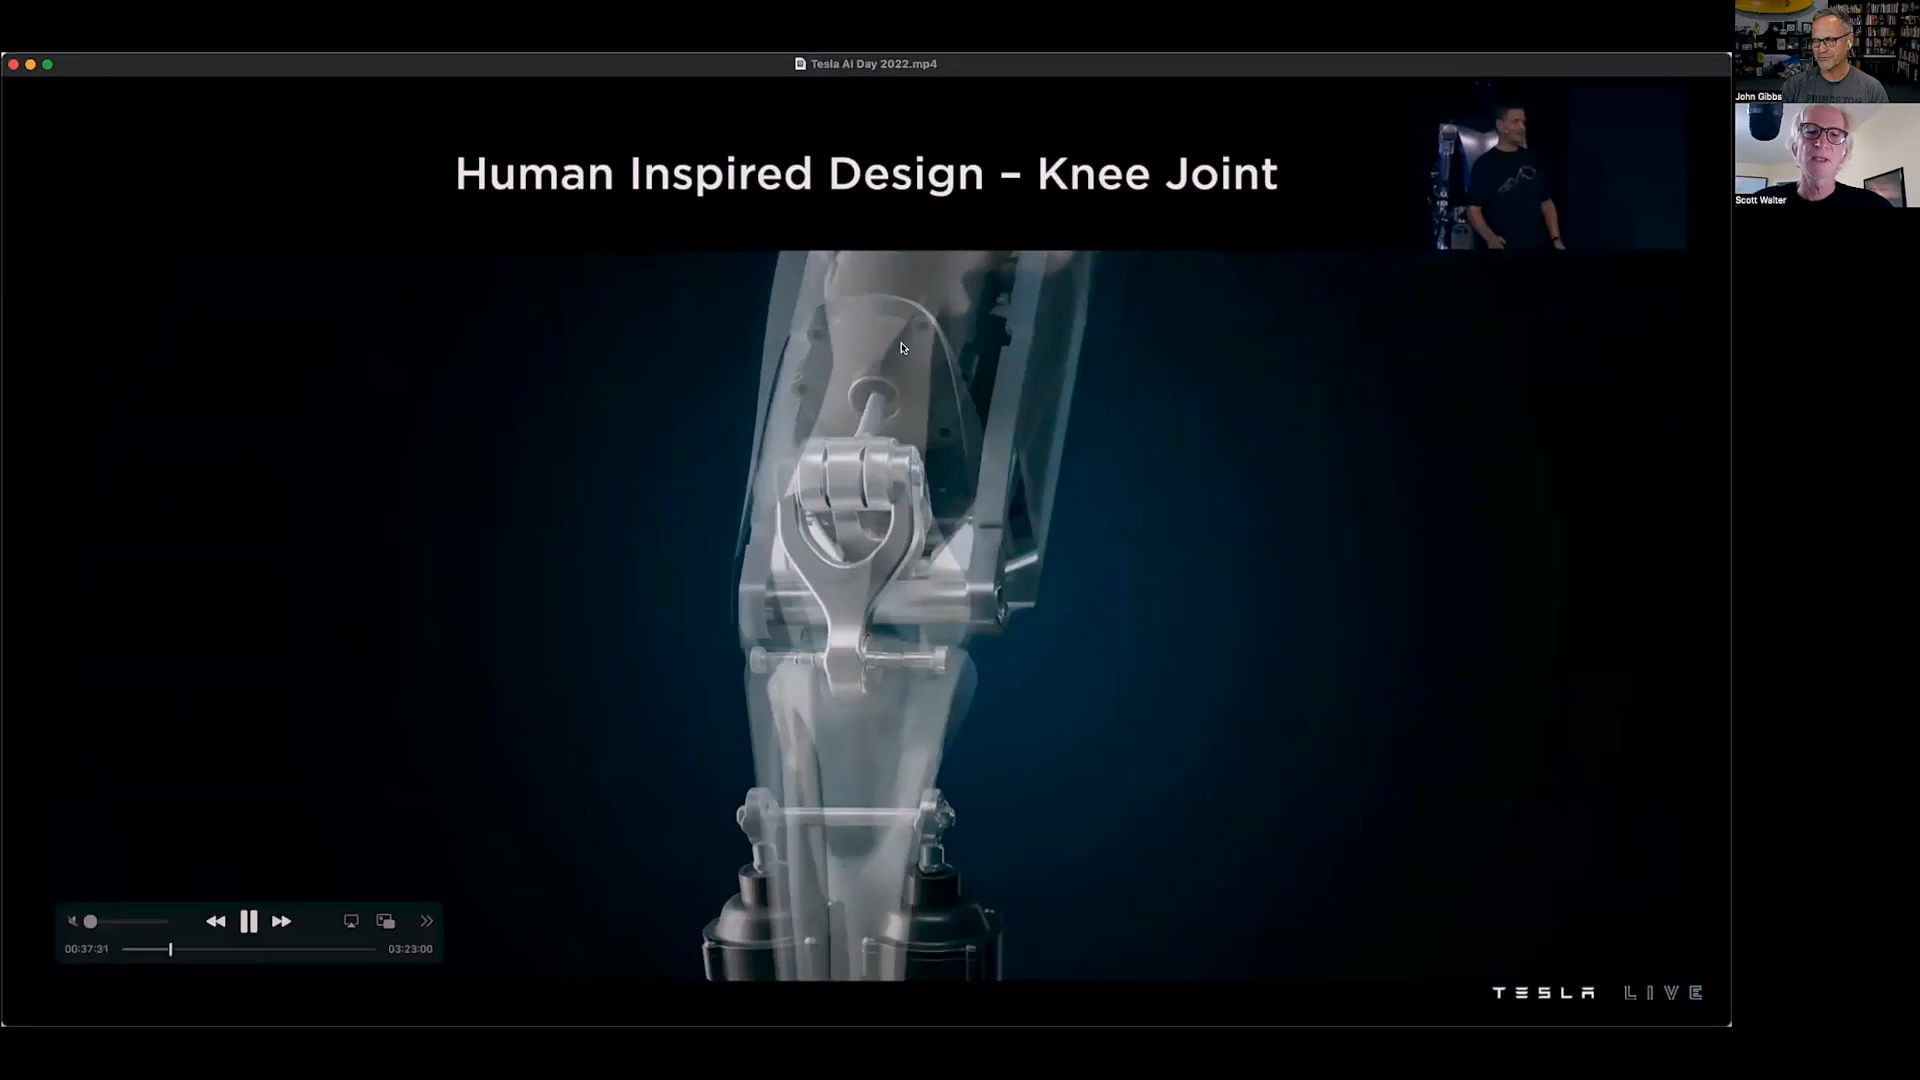 Tesla AI Day 2022.mp4
Human Inspired Design – Knee Joint
John Gibbs
PRINCETON
Scott Walter
00:37:31
03:23:00
TESLA LIVE